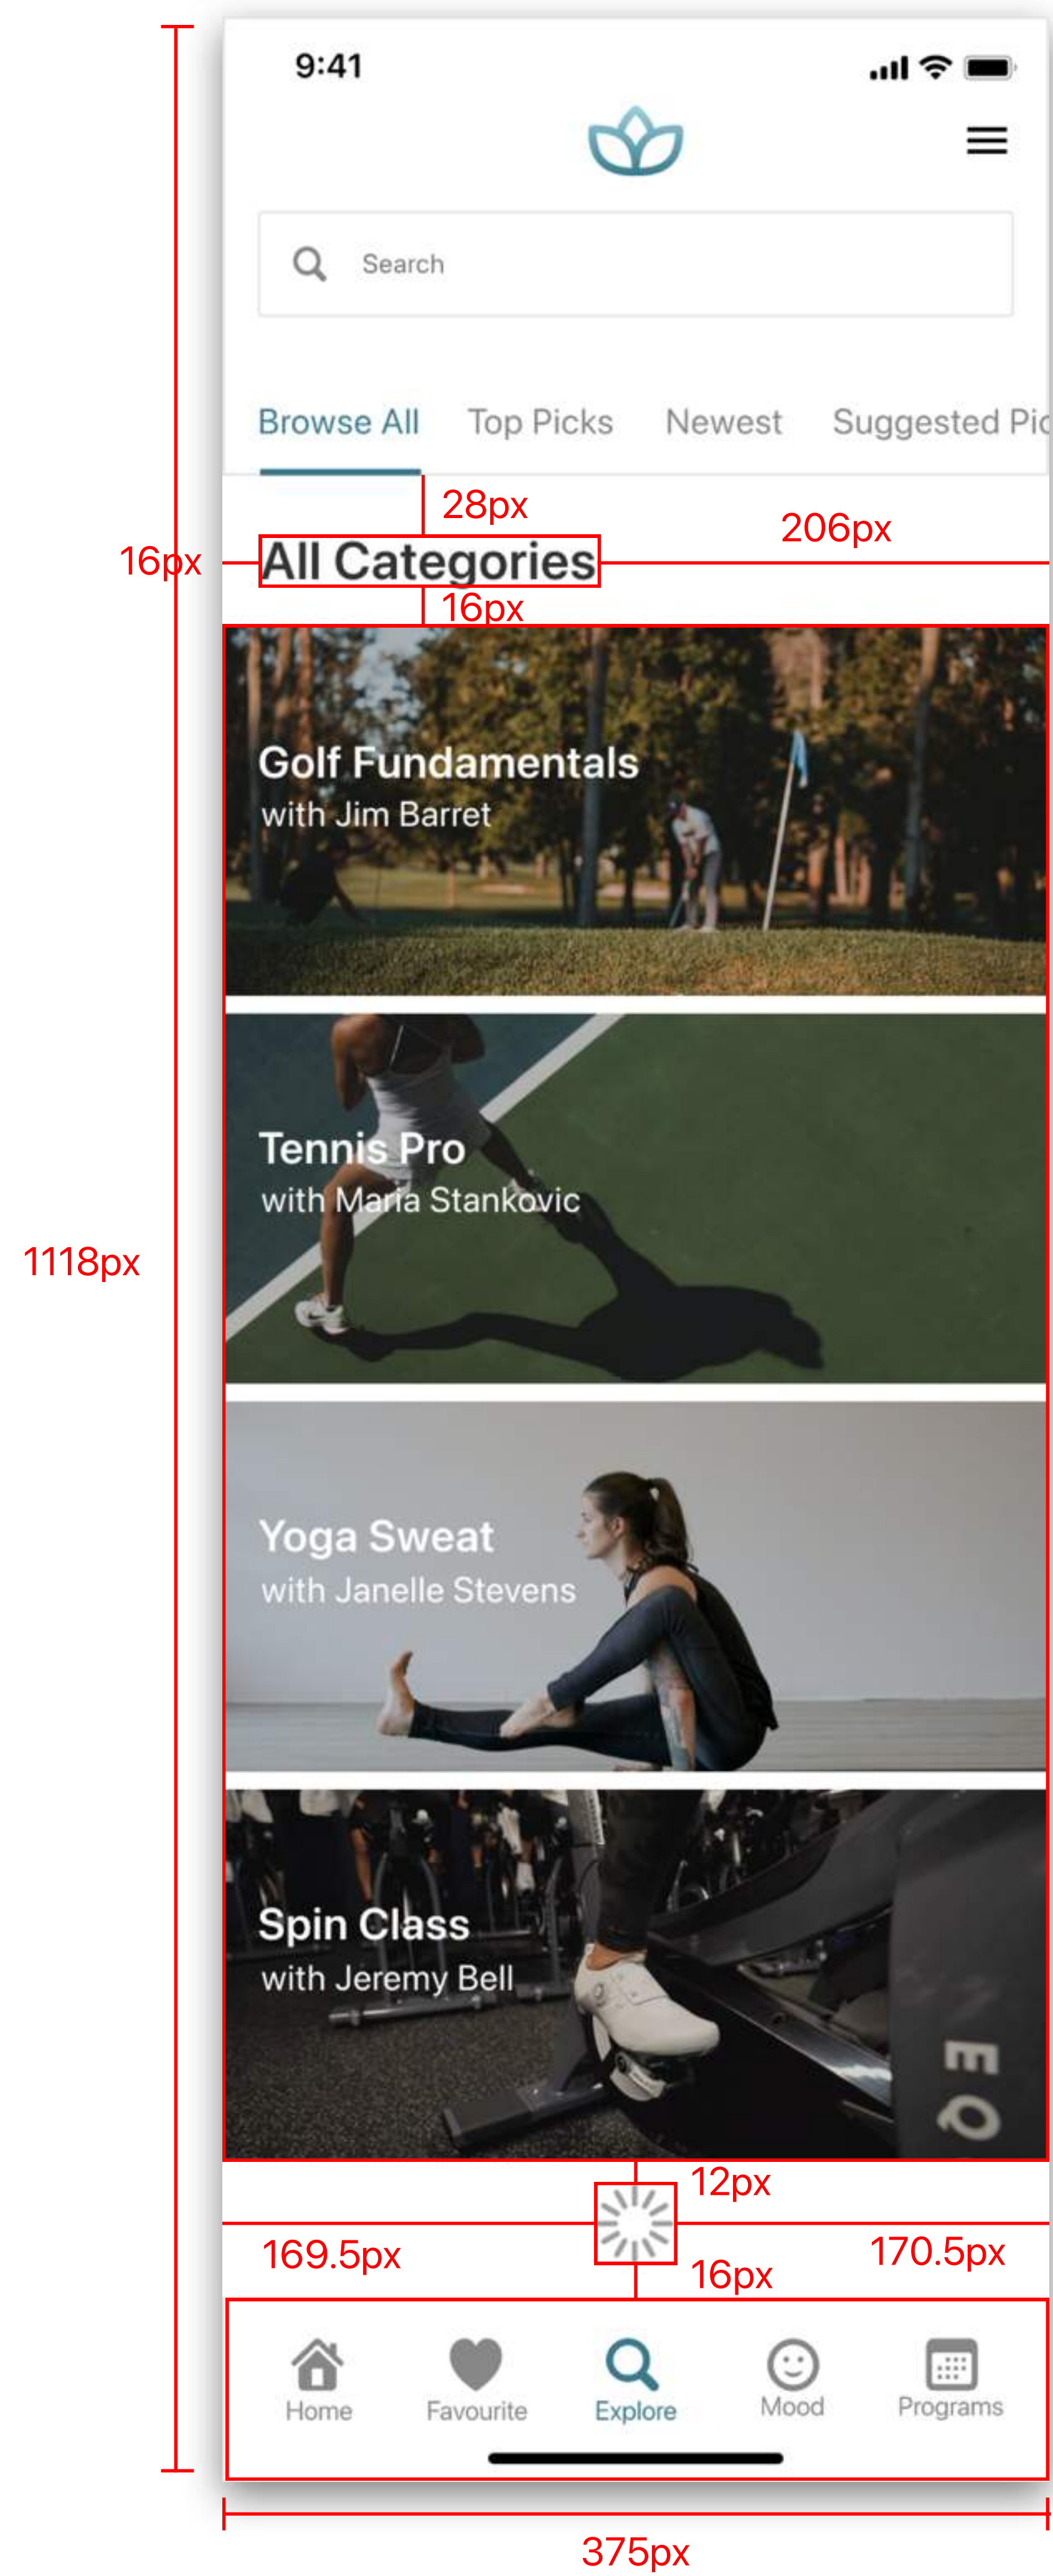 9:41
Search
Browse All Top Picks Newest Suggested Pic
28px
206px
16px
All Categories
16px
Golf Fundamentals
with Jim Barret
Tennis Pro
with Maria Stankovic
1118px
Yoga Sweat
with Janelle Stevens
Spin Class
with Jeremy Bell
EQ
12px
169.5px
170.5px
16px
Home Favourite Explore Mood Programs
375px